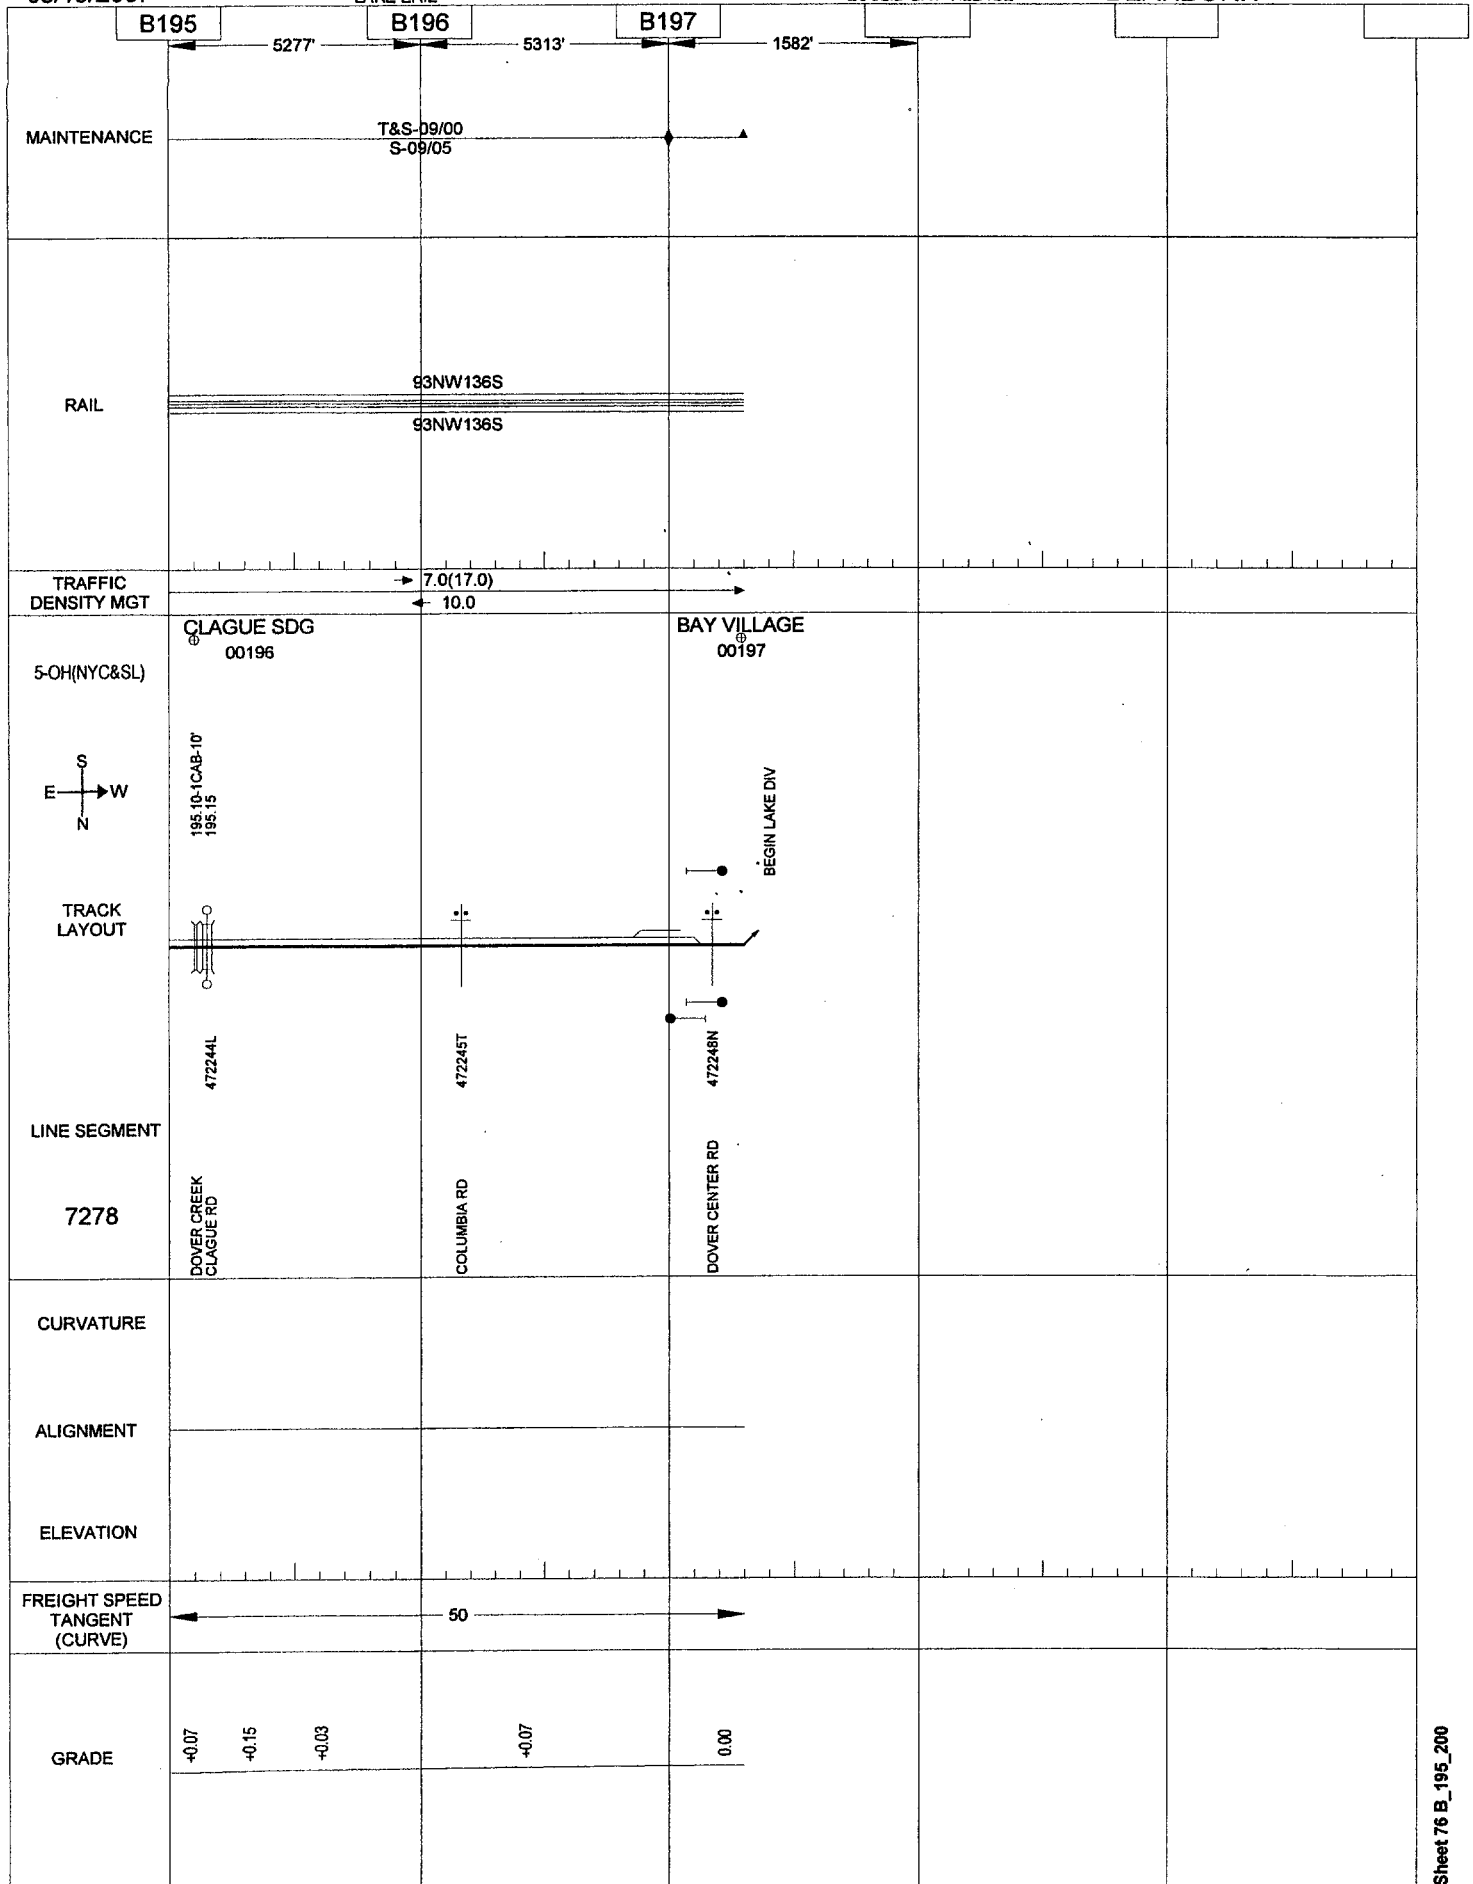 B195
B196
B197
5277'
5313'
1582'
MAINTENANCE
T&S-09/00
S-09/05
RAIL
93NW136S
93NW136S
TRAFFIC
DENSITY MGT
7.0(17.0)
10.0
CLAGUE SDG
00196
BAY VILLAGE
00197
5-OH(NYC&SL)
S
E
W
N
195.10-1CAB-10'
195.15
BEGIN LAKE DIV
TRACK
LAYOUT
472244L
472245T
472248N
LINE SEGMENT
7278
DOVER CREEK
CLAGUE RD
COLUMBIA RD
DOVER CENTER RD
CURVATURE
ALIGNMENT
ELEVATION
FREIGHT SPEED
TANGENT
(CURVE)
50
GRADE
+0.07
+0.15
+0.03
+0.07
0.00
Sheet 76 B_195_200